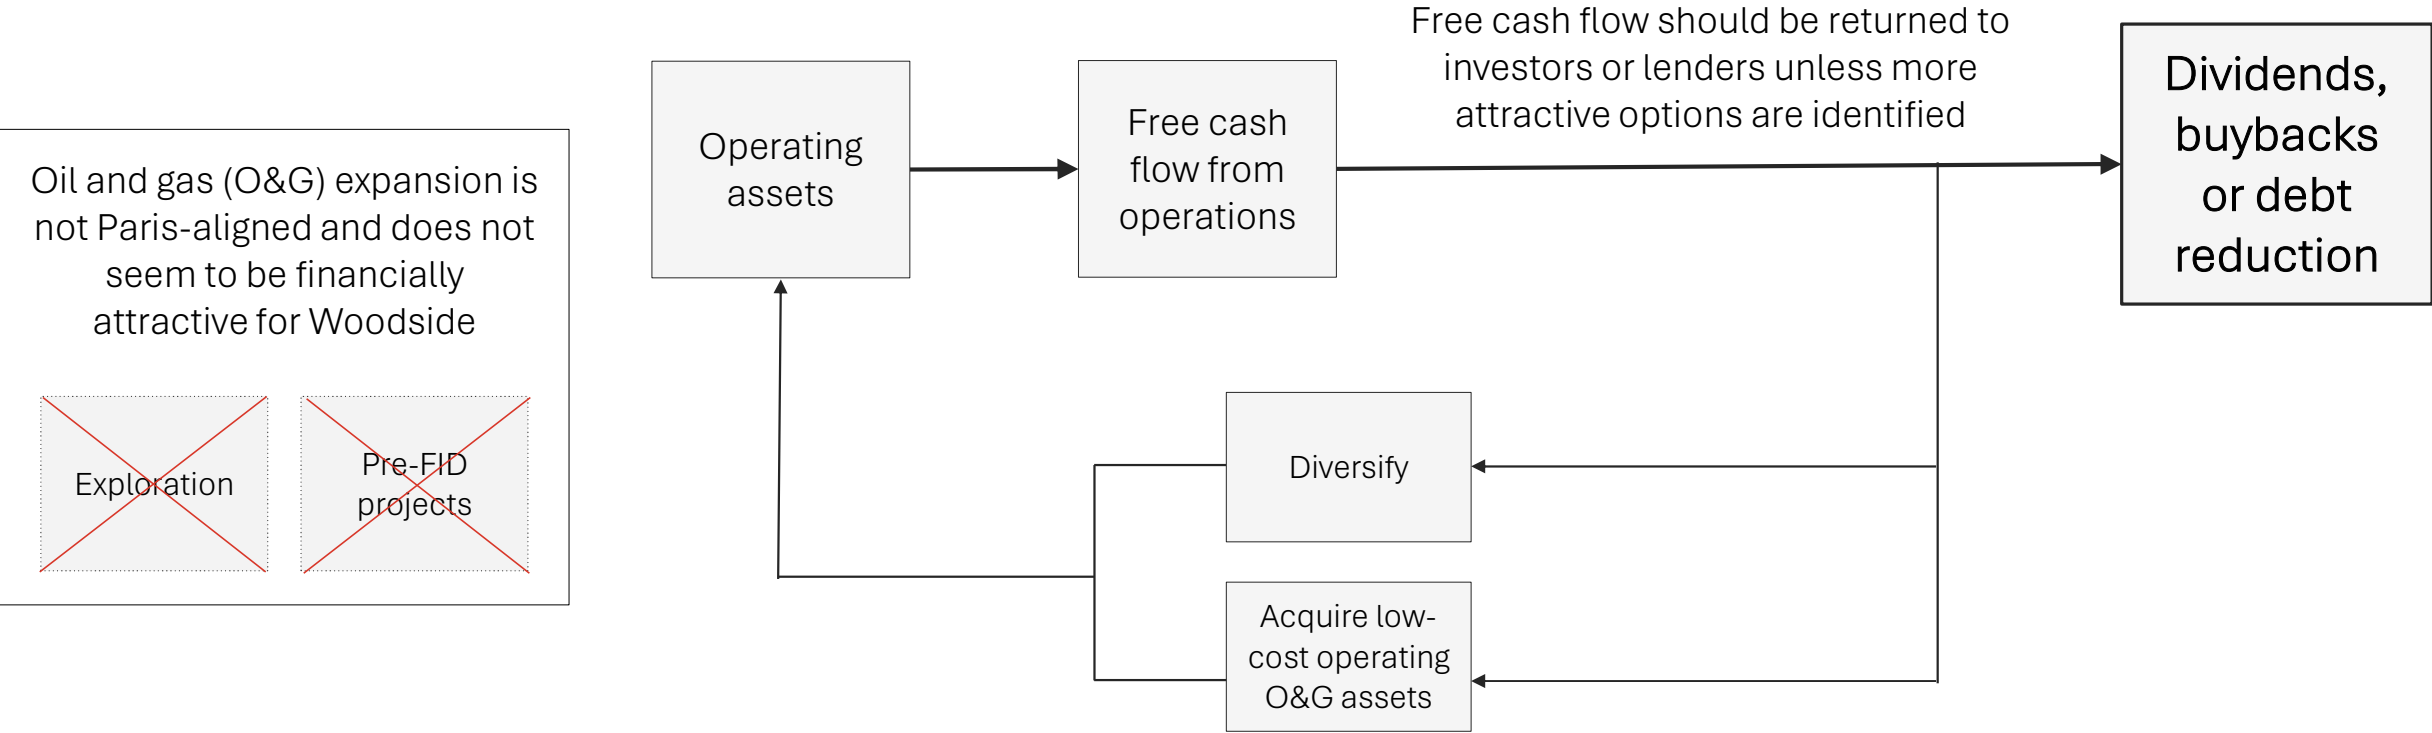 Oil and gas (O&G) expansion is
not Paris-aligned and does not
seem to be financially
attractive for Woodside
Exploration
Pre-FID
projects
Operating
assets
Free cash
flow from
operations
Free cash flow should be returned to
investors or lenders unless more
attractive options are identified
Dividends,
buybacks
or debt
reduction
Diversify
Acquire low-
cost operating
O&G assets